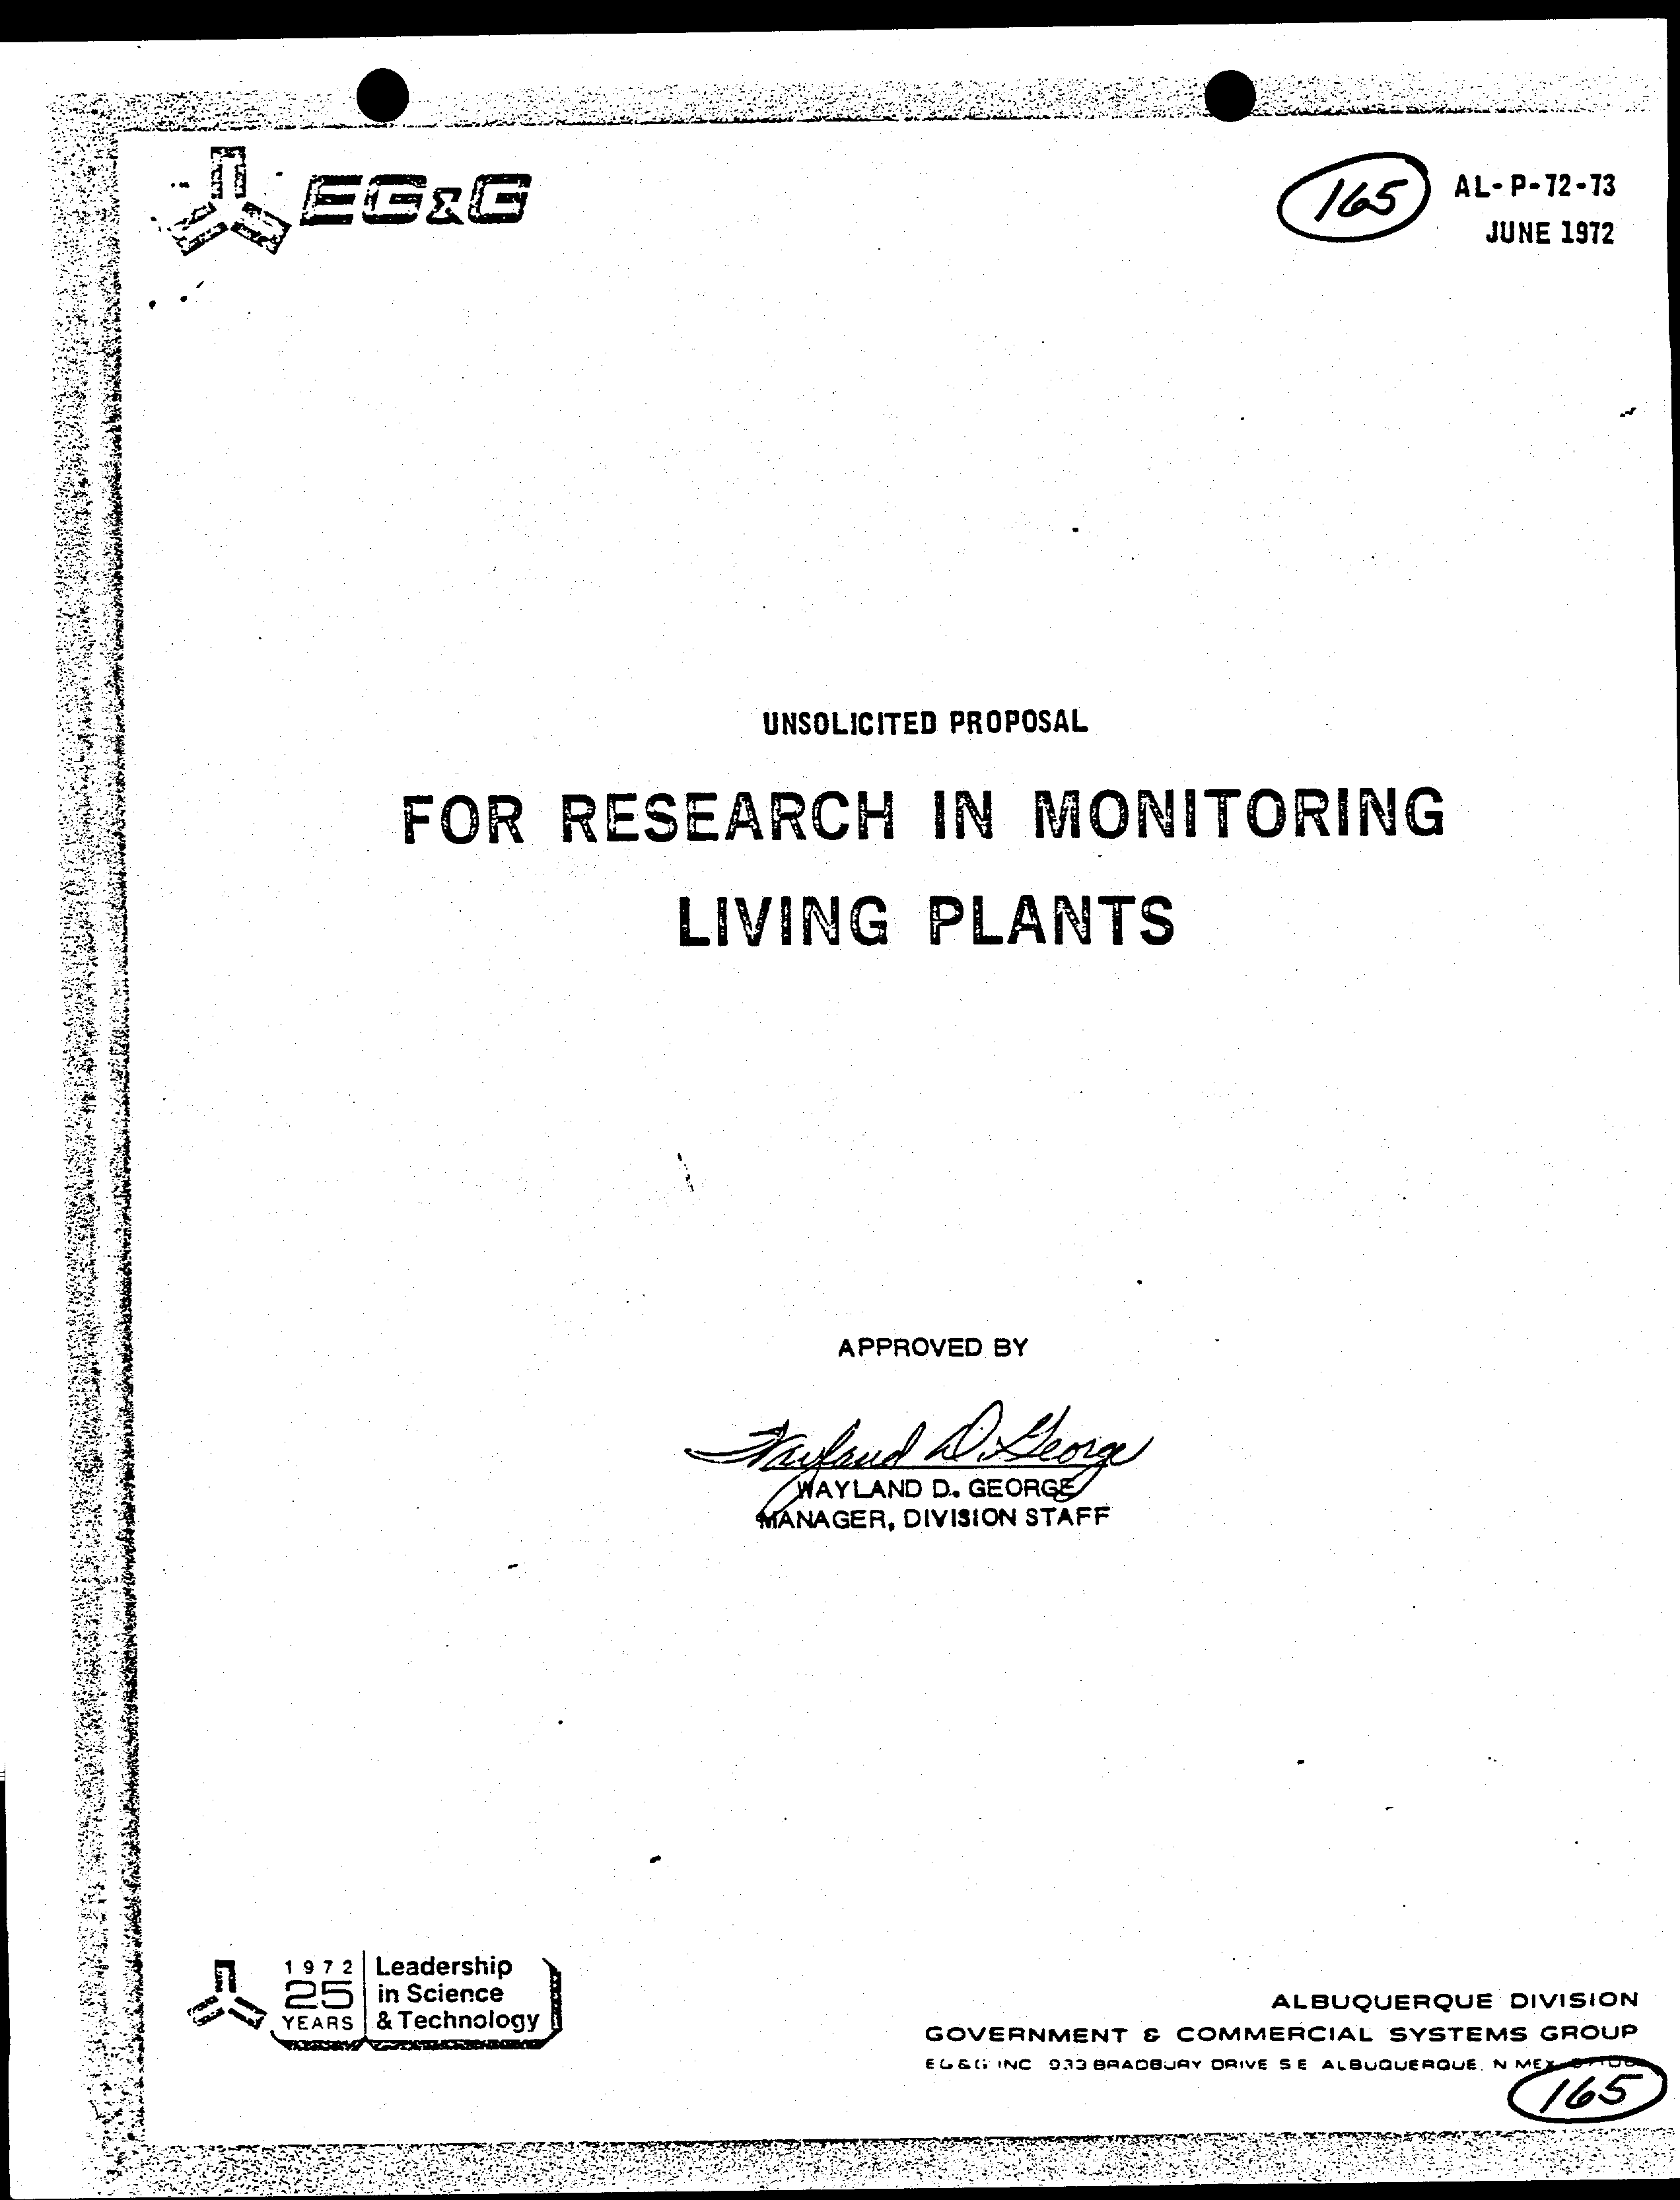 EG&G
165
AL-P-72-73
JUNE 1972
UNSOLICITED PROPOSAL
FOR RESEARCH IN MONITORING
LIVING PLANTS
APPROVED BY
Wayland D. George
WAYLAND D. GEORGE
MANAGER, DIVISION STAFF
1972
25
YEARS
Leadership
in Science
& Technology
ALBUQUERQUE DIVISION
GOVERNMENT & COMMERCIAL SYSTEMS GROUP
EG&G INC 933 BRADBURY DRIVE SE ALBUQUERQUE, N MEX
165